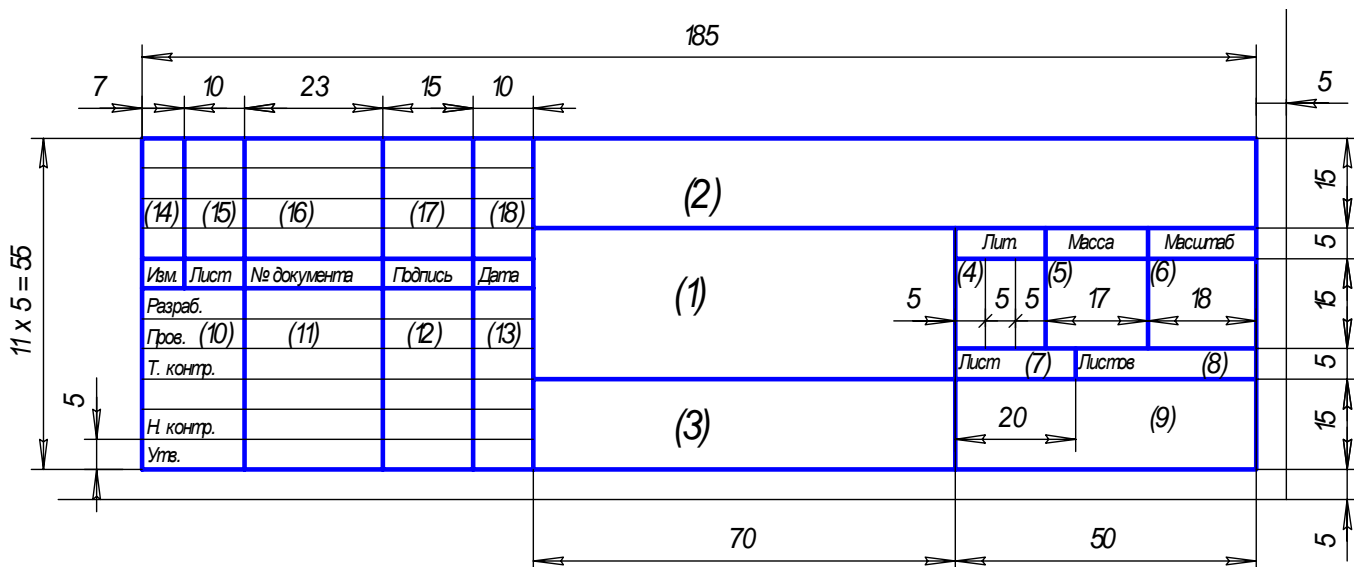 185
7 10 23 15 10 5
(2) 15
(14) (15) (16) (17) (18)
Лит. Масса Масштаб 5
11 x 5 = 55
Изм. Лист № документа Подпись Дата
(1) (4) (5) (6)
5 5 5 17 18 15
Разраб.
Пров. (10) (11) (12) (13)
Т. контр. Лист (7) Листов (8) 5
5 (3) 20 (9) 15
Н. контр.
Утв.
70 50 5